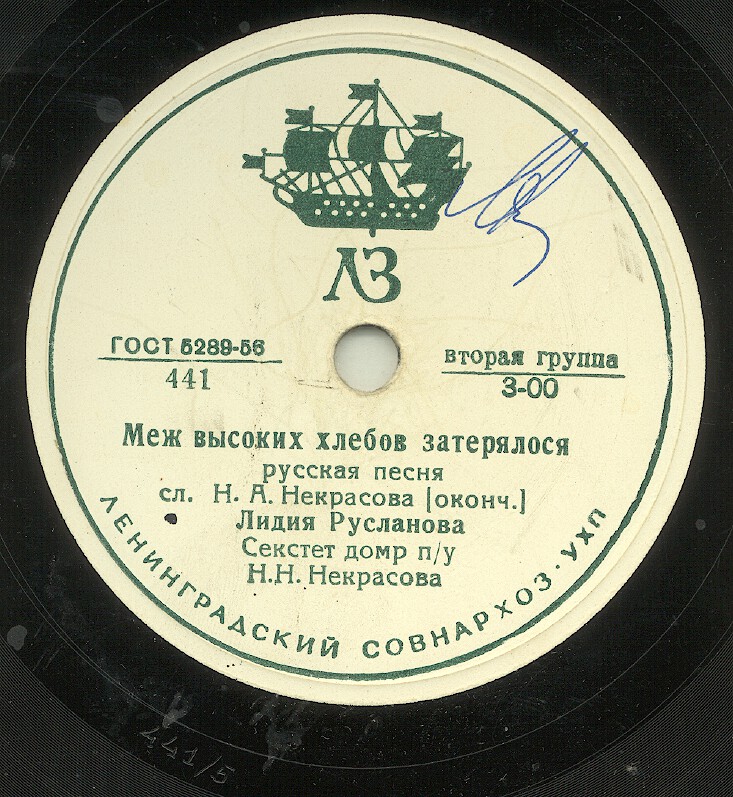 ЛЗ
ГОСТ 5289-56
441
вторая группа
3-00
Меж высоких хлебов затерялося
русская песня
сл. Н. А. Некрасова [оконч.]
Лидия Русланова
Секстет домр п/у
Н.Н. Некрасова
ЛЕНИНГРАДСКИЙ СОВНАРХОЗ · УХП
441/5